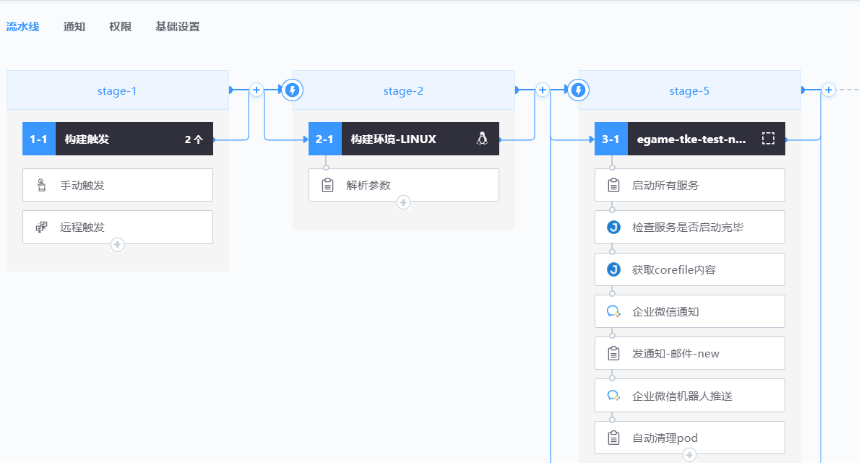 流水线 通知 权限 基础设置
stage-1
1-1 构建触发 2 个
手动触发
远程触发
stage-2
2-1 构建环境-LINUX
解析参数
stage-5
3-1 egame-tke-test-n...
启动所有服务
检查服务是否启动完毕
获取corefile内容
企业微信通知
发通知-邮件-new
企业微信机器人推送
自动清理pod